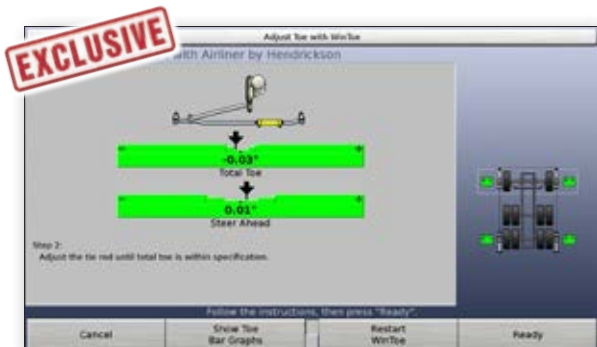 EXCLUSIVE
Adjust Toe with WinToe
with Airliner by Hendrickson
-0.03°
Total Toe
0.01°
Steer Ahead
Step 2:
Adjust the tie rod until total toe is within specification.
Follow the instructions, then press "Ready".
Cancel
Show Toe
Bar Graphs
Restart
WinToe
Ready